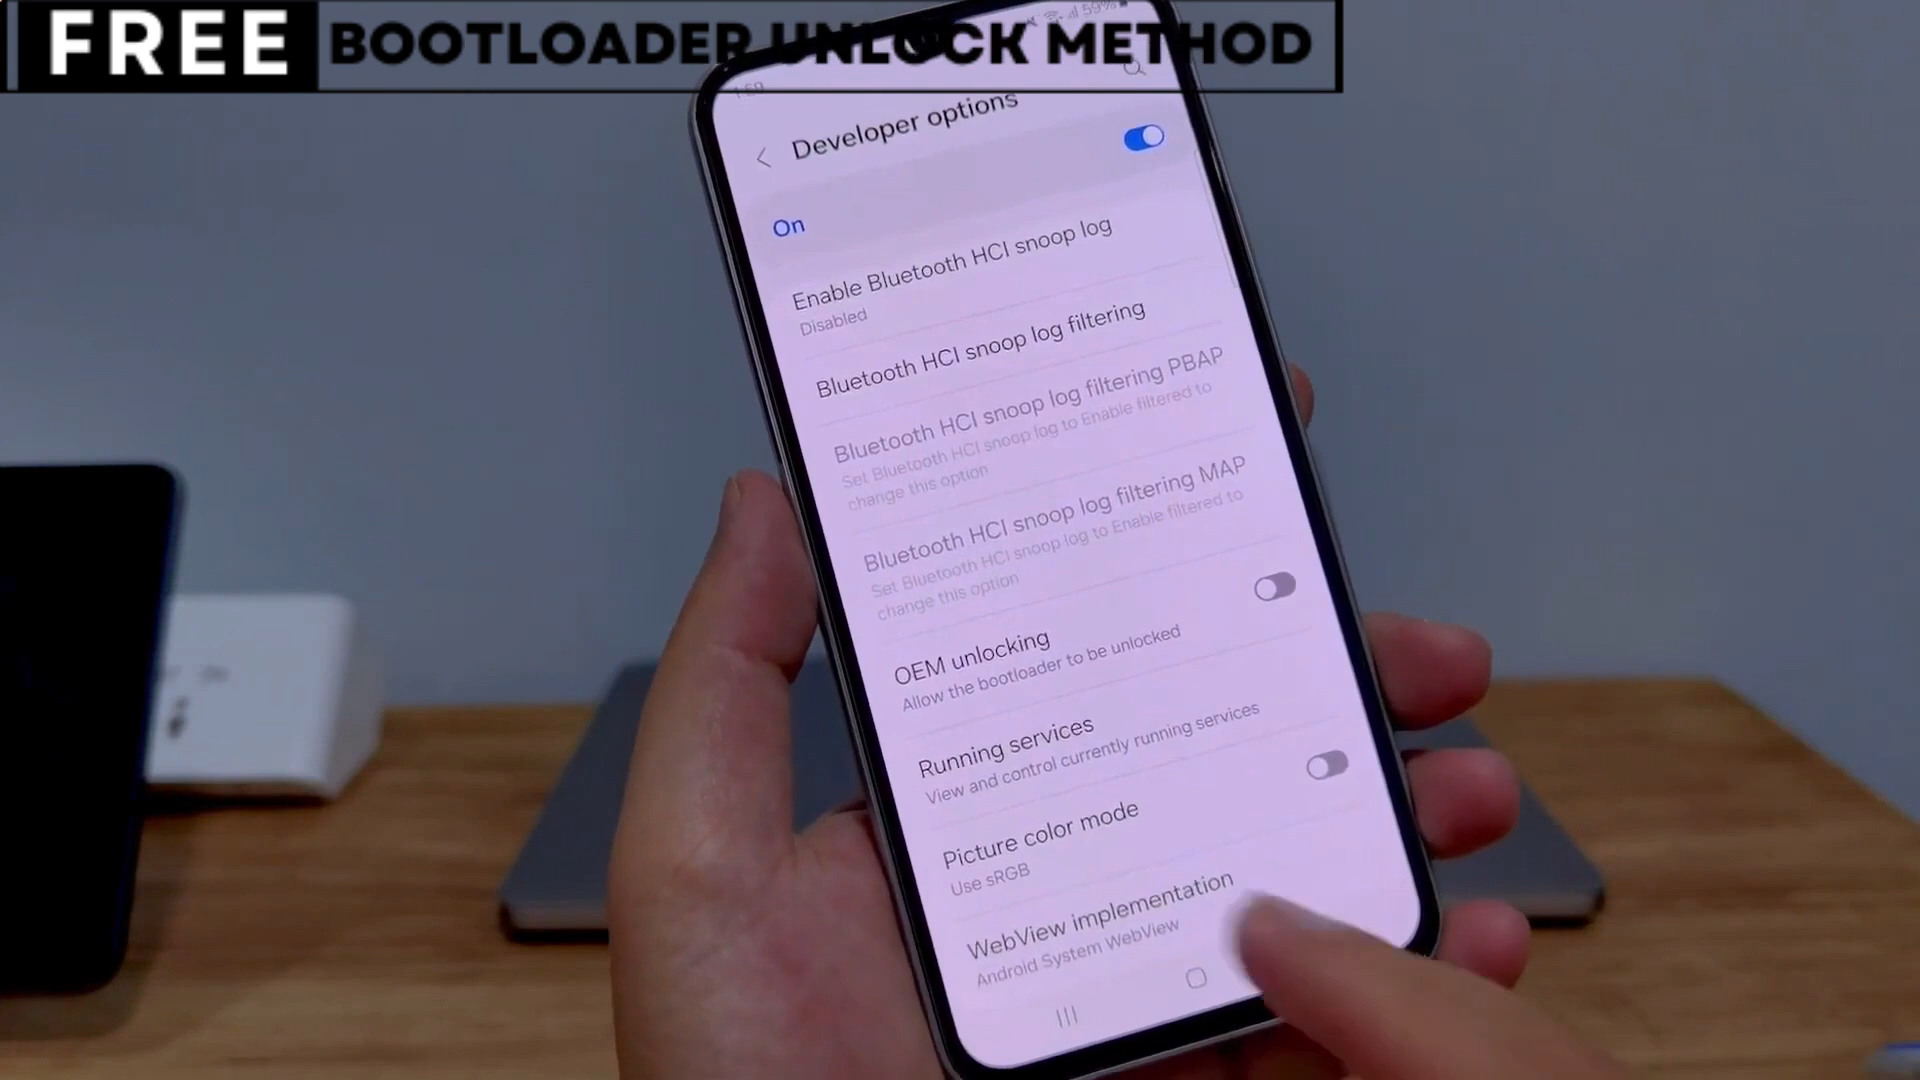 FREE BOOTLOADER UNLOCK METHOD
59%
Developer options
On
Enable Bluetooth HCI snoop log
Disabled
Bluetooth HCI snoop log filtering
Bluetooth HCI snoop log filtering PBAP
Set Bluetooth HCI snoop log to Enable filtered to
change this option
Bluetooth HCI snoop log filtering MAP
Set Bluetooth HCI snoop log to Enable filtered to
change this option
OEM unlocking
Allow the bootloader to be unlocked
Running services
View and control currently running services
Picture color mode
Use sRGB
WebView implementation
Android System WebView